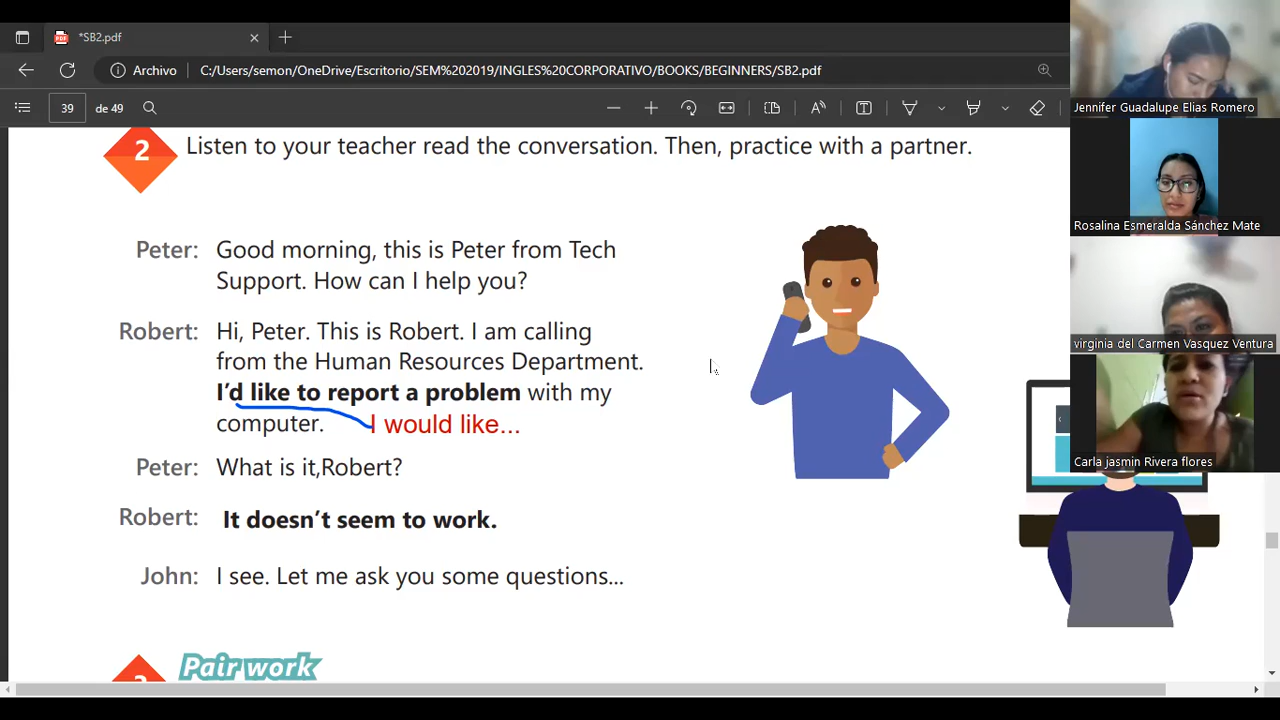 *SB2.pdf
Archivo
C:/Users/semon/OneDrive/Escritorio/SEM%202019/INGLES%20CORPORATIVO/BOOKS/BEGINNERS/SB2.pdf
39 de 49
2 Listen to your teacher read the conversation. Then, practice with a partner.
Peter: Good morning, this is Peter from Tech
Support. How can I help you?
Robert: Hi, Peter. This is Robert. I am calling
from the Human Resources Department.
I'd like to report a problem with my
computer. I would like...
Peter: What is it,Robert?
Robert: It doesn't seem to work.
John: I see. Let me ask you some questions...
Pair work
Jennifer Guadalupe Elias Romero
Rosalina Esmeralda Sánchez Mate
virginia del Carmen Vasquez Ventura
Carla jasmin Rivera flores